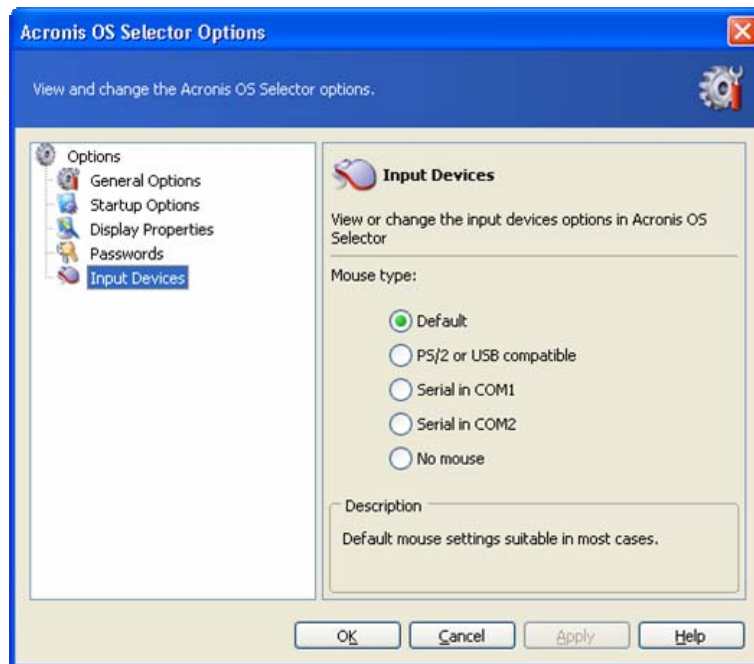 Acronis OS Selector Options
View and change the Acronis OS Selector options.
Options
General Options
Startup Options
Display Properties
Passwords
Input Devices
Input Devices
View or change the input devices options in Acronis OS
Selector
Mouse type:
Default
PS/2 or USB compatible
Serial in COM1
Serial in COM2
No mouse
Description
Default mouse settings suitable in most cases.
OK
Cancel
Apply
Help